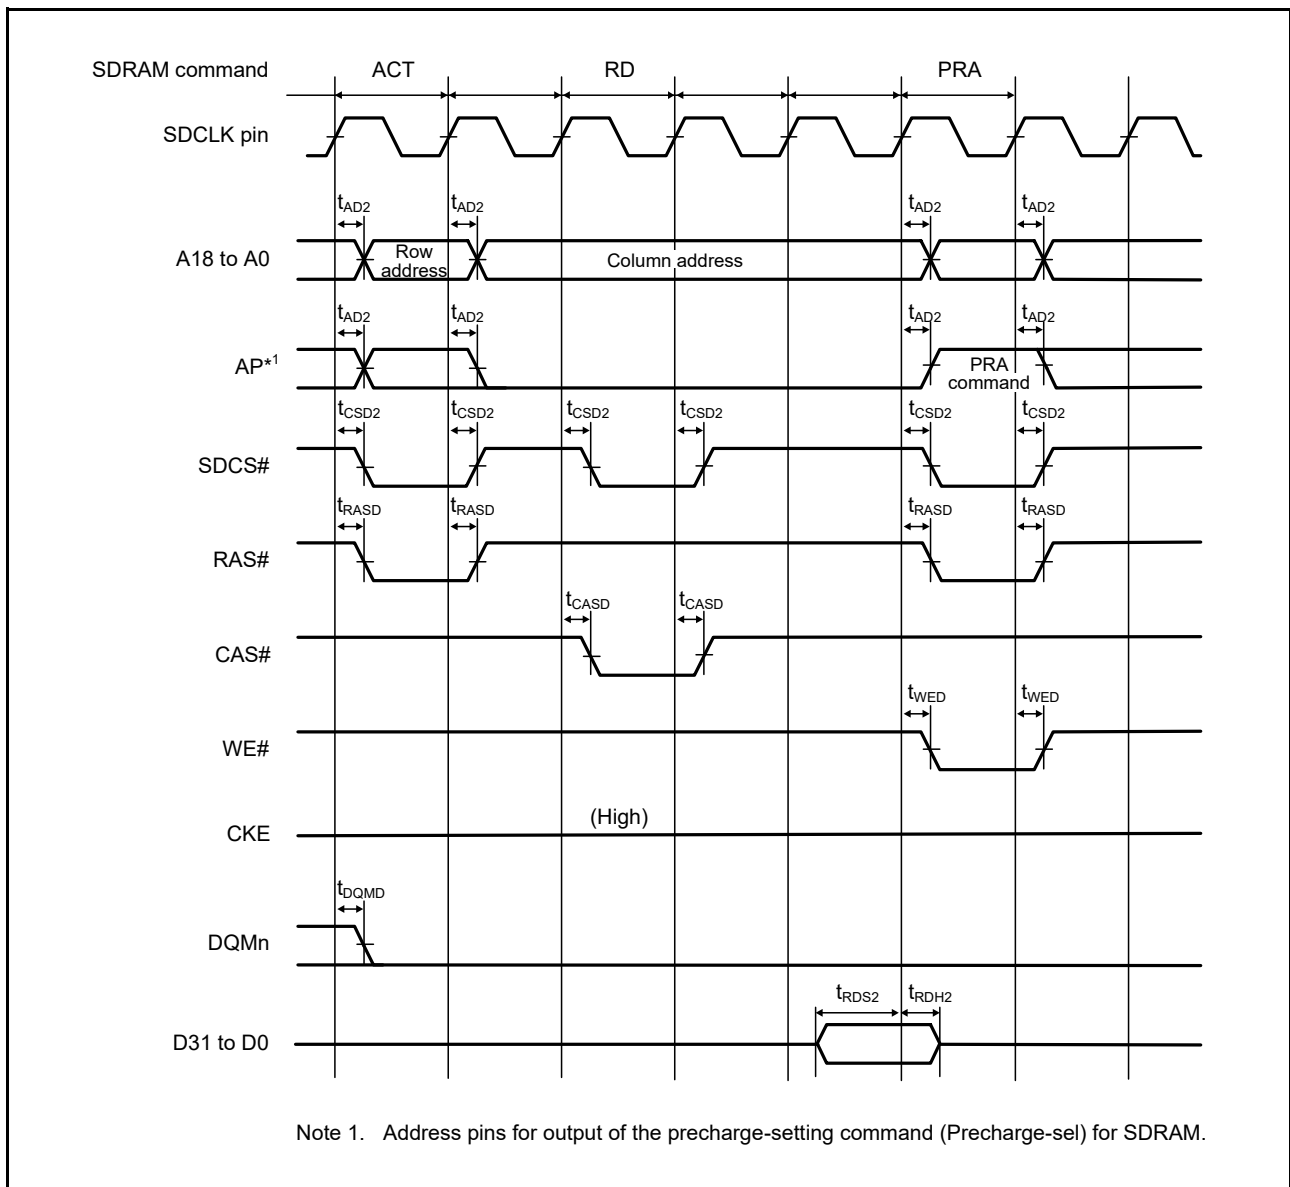 SDRAM command ACT RD PRA
SDCLK pin
tAD2 tAD2 tAD2 tAD2
A18 to A0 Row address Column address
tAD2 tAD2 tAD2 tAD2
AP*1 PRA command
tCSD2 tCSD2 tCSD2 tCSD2 tCSD2 tCSD2
SDCS#
tRASD tRASD tRASD tRASD
RAS#
tCASD tCASD
CAS#
tWED tWED
WE#
(High)
CKE
tDQMD
DQMn
tRDS2 tRDH2
D31 to D0
Note 1. Address pins for output of the precharge-setting command (Precharge-sel) for SDRAM.